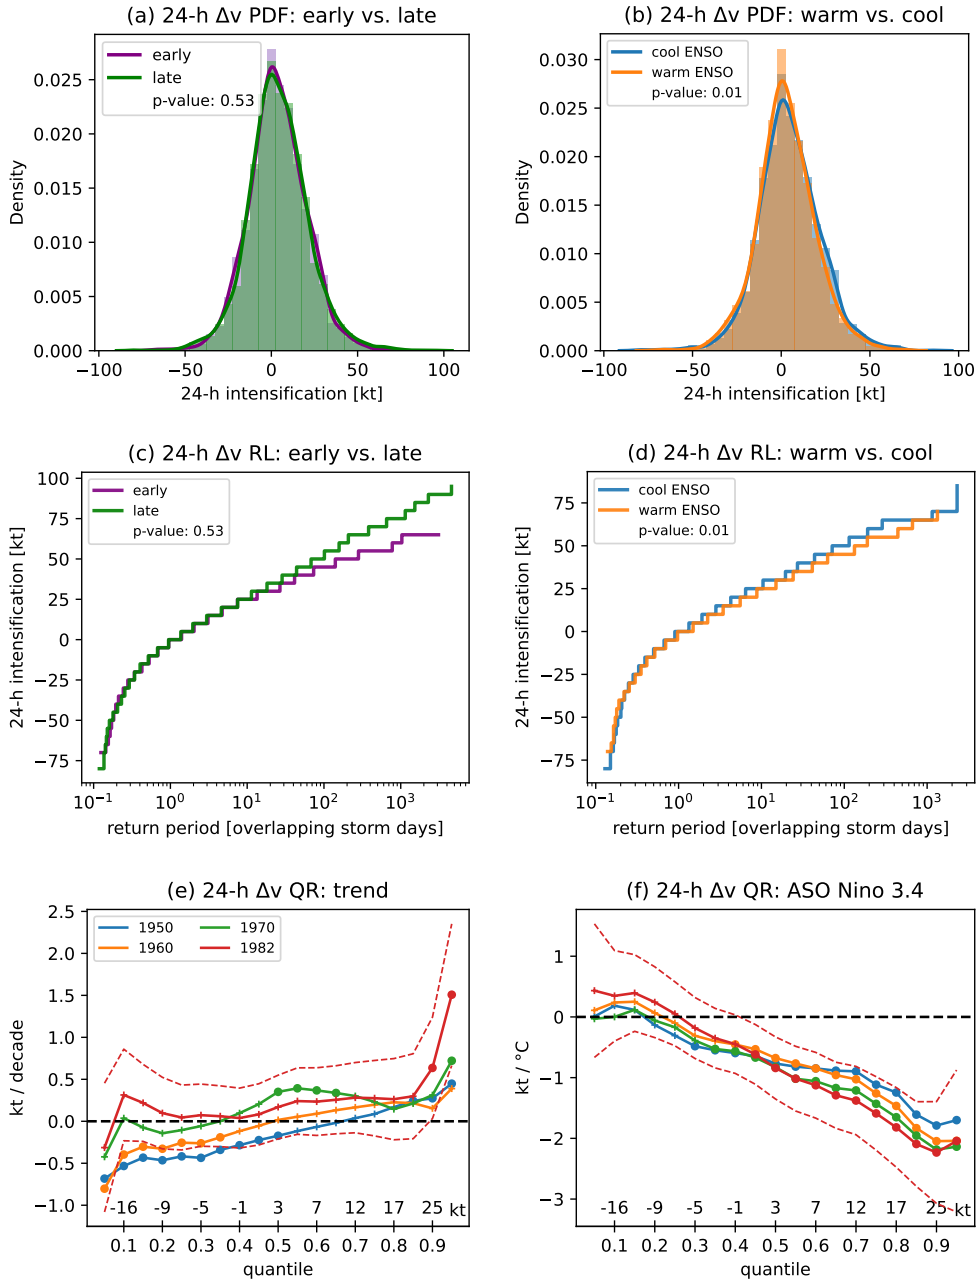 (a) 24-h Δv PDF: early vs. late
(b) 24-h Δv PDF: warm vs. cool
early
late
p-value: 0.53
cool ENSO
warm ENSO
p-value: 0.01
Density
0.025
0.020
0.015
0.010
0.005
0.000
Density
0.030
0.025
0.020
0.015
0.010
0.005
0.000
−100 −50 0 50 100
24-h intensification [kt]
−100 −50 0 50 100
24-h intensification [kt]
(c) 24-h Δv RL: early vs. late
(d) 24-h Δv RL: warm vs. cool
early
late
p-value: 0.53
cool ENSO
warm ENSO
p-value: 0.01
24-h intensification [kt]
100
75
50
25
0
−25
−50
−75
24-h intensification [kt]
75
50
25
0
−25
−50
−75
10⁻¹ 10⁰ 10¹ 10² 10³
return period [overlapping storm days]
10⁻¹ 10⁰ 10¹ 10² 10³
return period [overlapping storm days]
(e) 24-h Δv QR: trend
(f) 24-h Δv QR: ASO Nino 3.4
1950 1970
1960 1982
kt / decade
2.5
2.0
1.5
1.0
0.5
0.0
−0.5
−1.0
kt / °C
1
0
−1
−2
−3
-16 -9 -5 -1 3 7 12 17 25 kt
0.1 0.2 0.3 0.4 0.5 0.6 0.7 0.8 0.9
quantile
-16 -9 -5 -1 3 7 12 17 25 kt
0.1 0.2 0.3 0.4 0.5 0.6 0.7 0.8 0.9
quantile